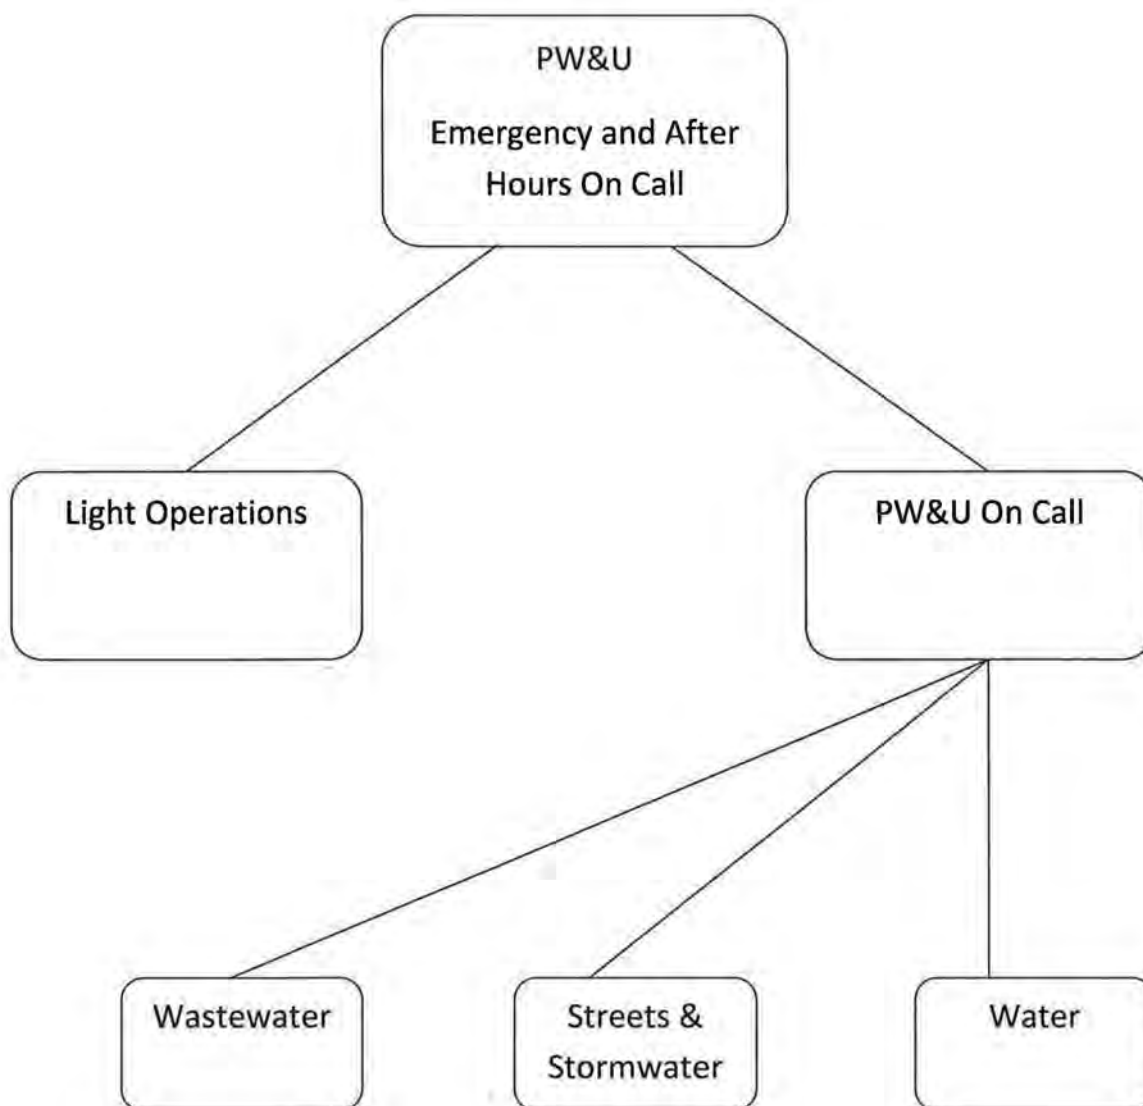 PW&U
Emergency and After
Hours On Call
Light Operations
PW&U On Call
Wastewater
Streets &
Stormwater
Water